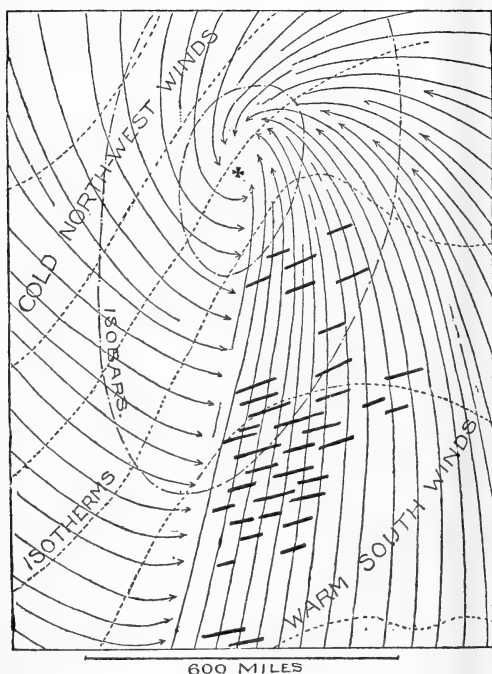 COLD NORTH-WEST WINDS
ISOBARS
ISOTHERMS
WARM SOUTH WINDS
600 MILES